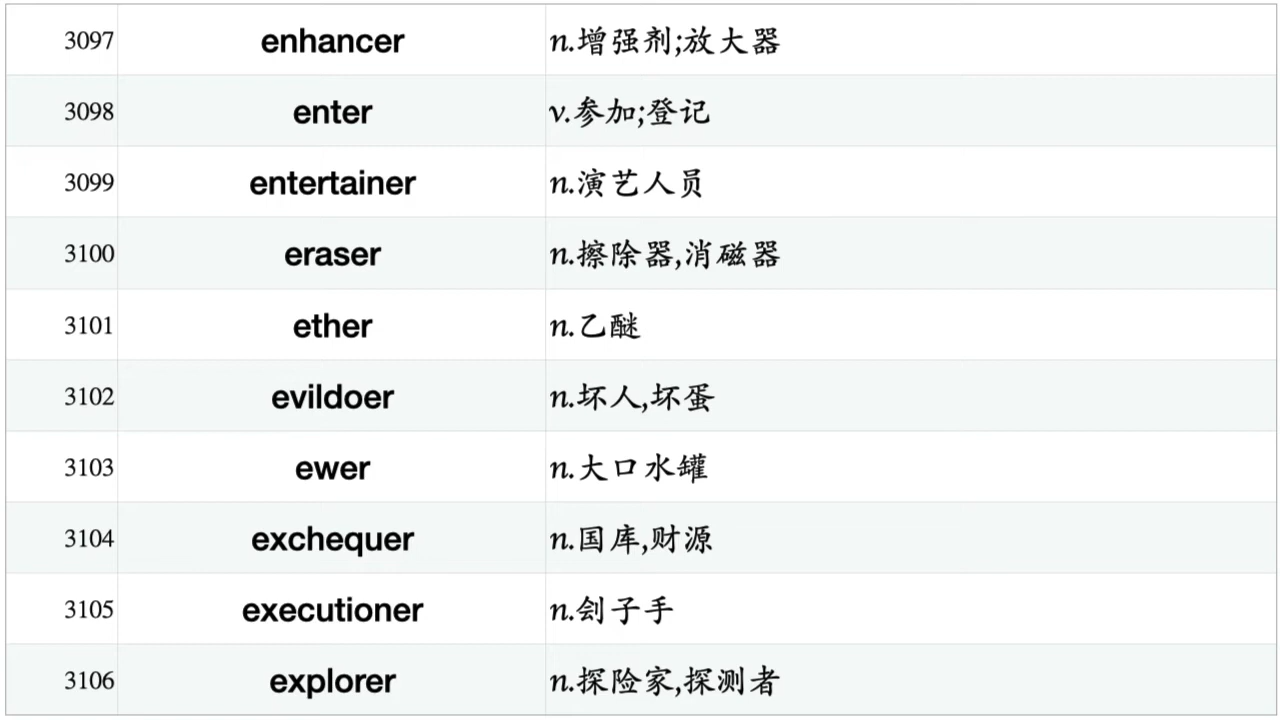 3097 enhancer n.增强剂;放大器
3098 enter v.参加;登记
3099 entertainer n.演艺人员
3100 eraser n.擦除器,消磁器
3101 ether n.乙醚
3102 evildoer n.坏人,坏蛋
3103 ewer n.大口水罐
3104 exchequer n.国库,财源
3105 executioner n.刽子手
3106 explorer n.探险家,探测者